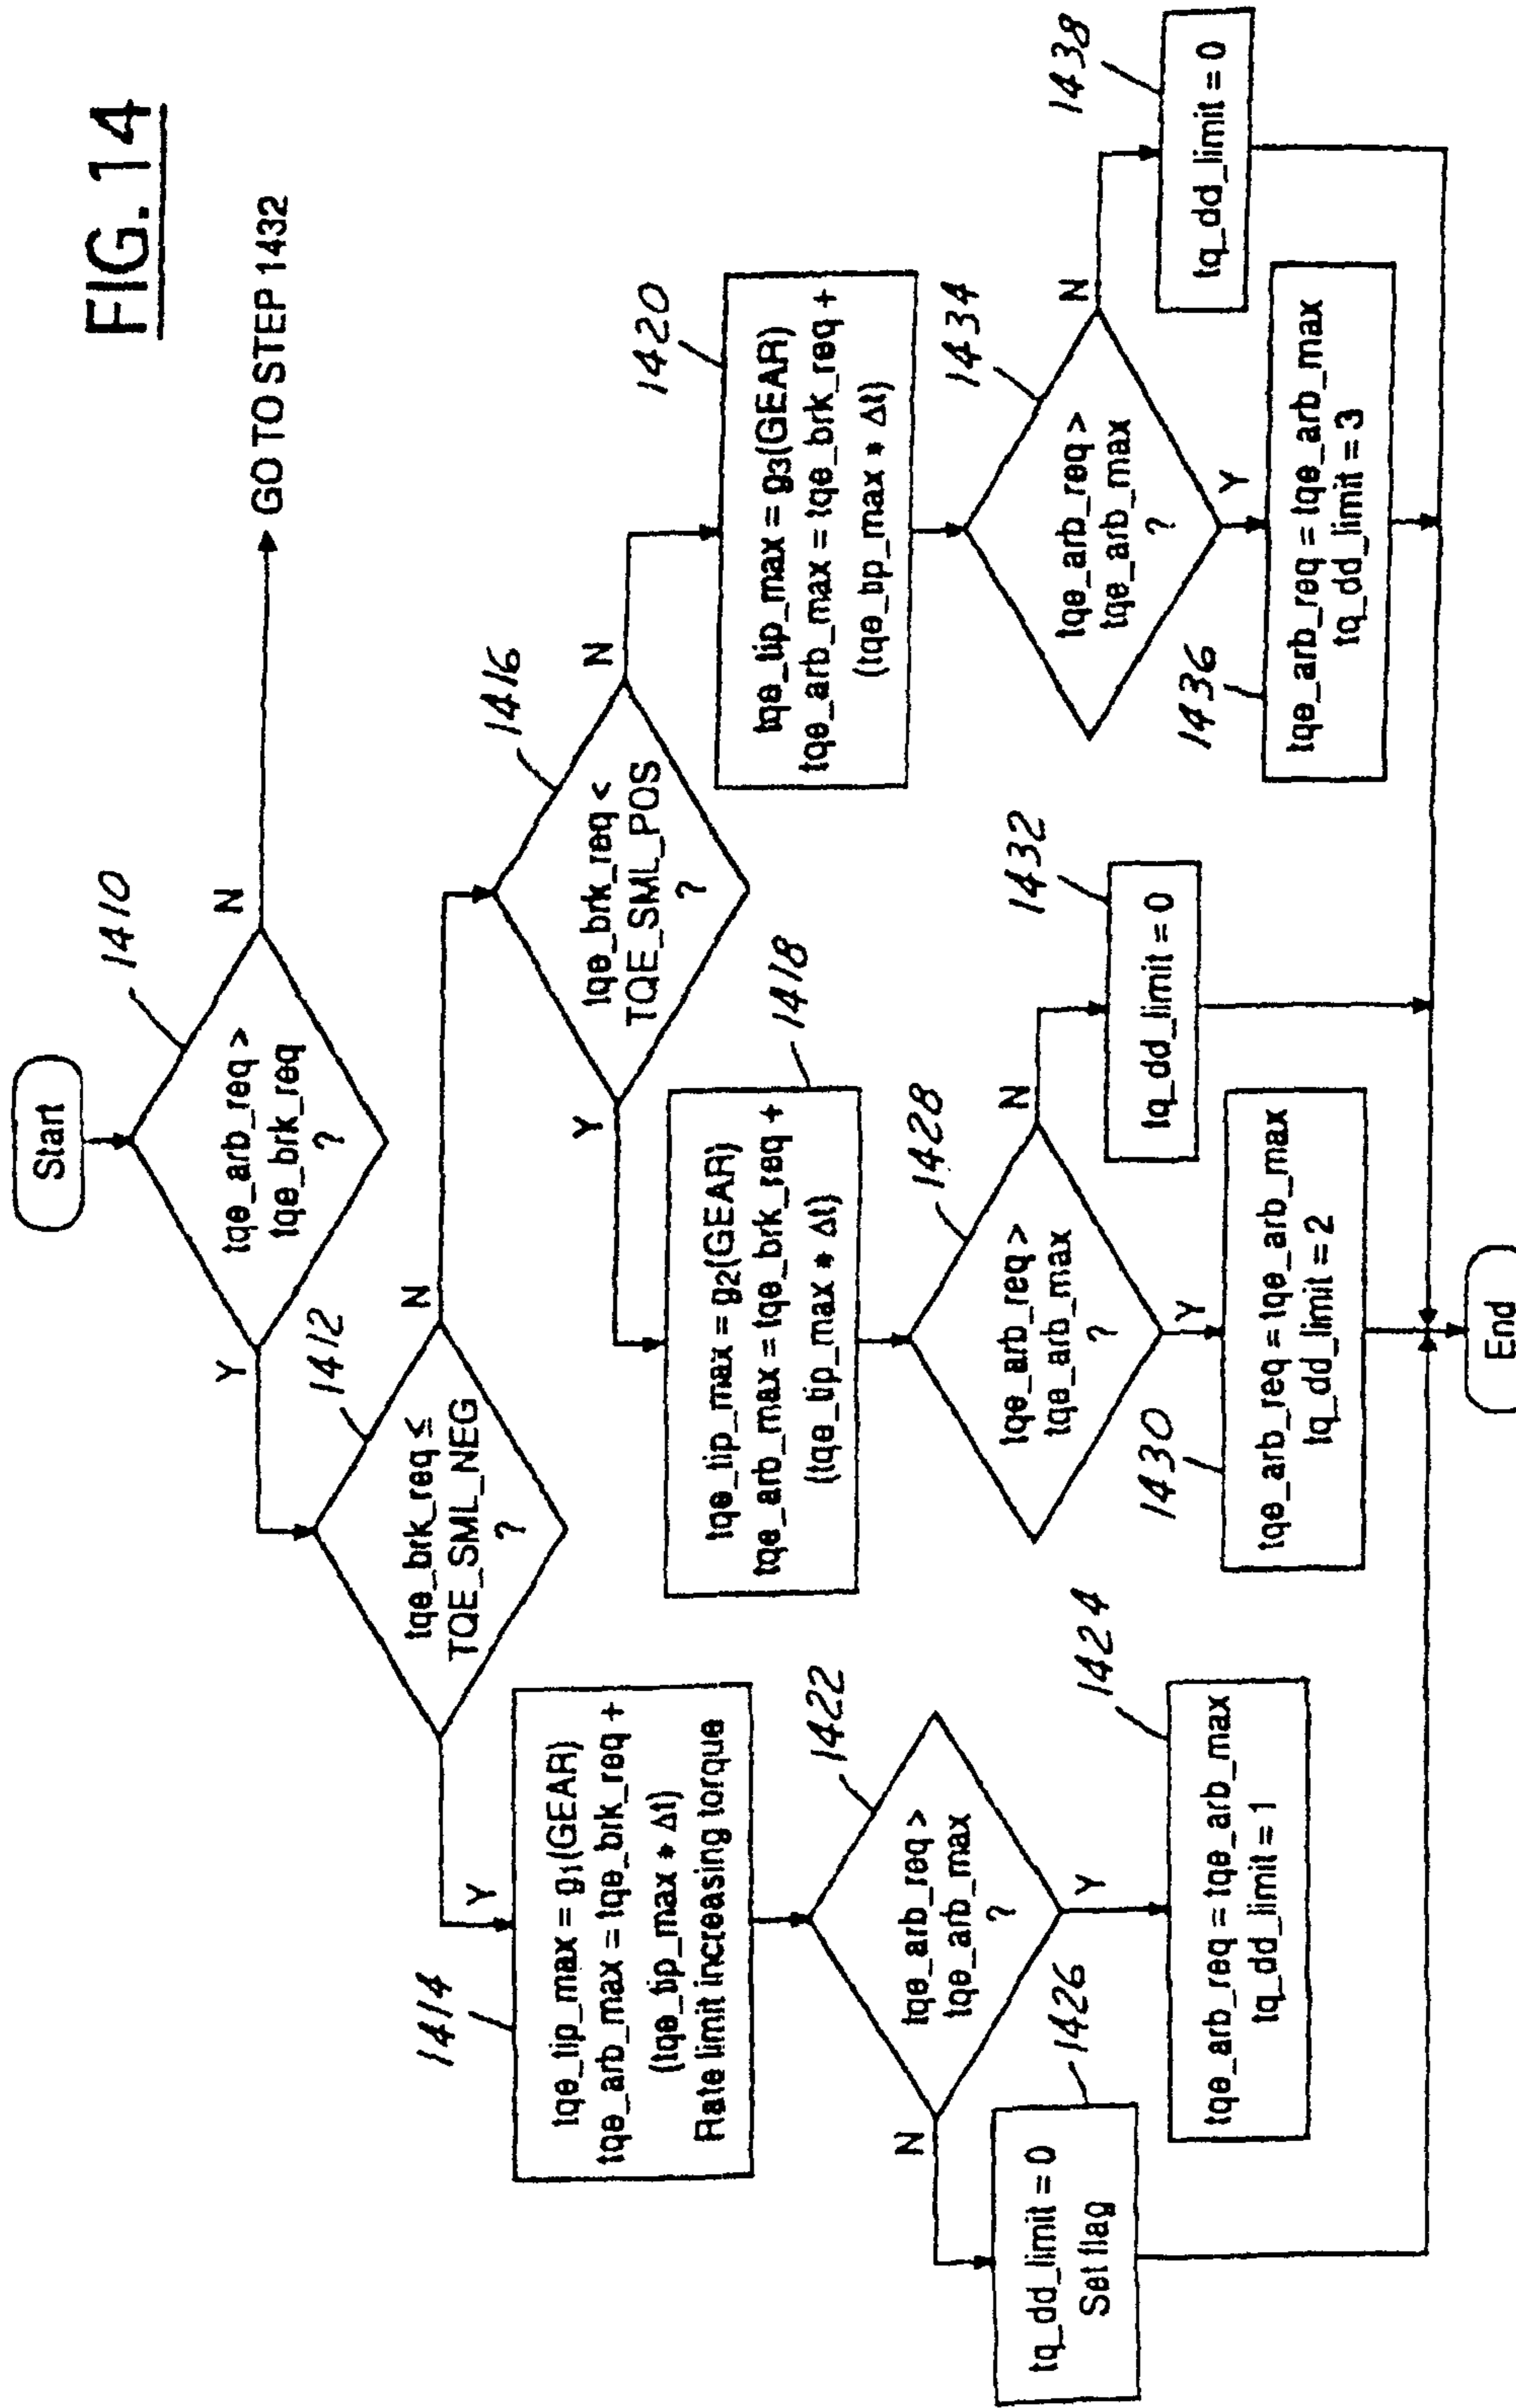 FIG. 14
Start
1410
tqe_arb_req >
tqe_brk_req
?
N
GO TO STEP 1432
Y
1412
tqe_brk_req ≤
TQE_SML_NEG
?
N
Y
1416
tqe_brk_req <
TQE_SML_POS
?
N
Y
1414
tqe_tip_max = g1(GEAR)
tqe_arb_max = tqe_brk_req +
(tqe_tip_max * Δt)
Rate limit increasing torque
1418
tqe_tip_max = g2(GEAR)
tqe_arb_max = tqe_brk_req +
(tqe_tip_max * Δt)
1420
tqe_tip_max = g3(GEAR)
tqe_arb_max = tqe_brk_req +
(tqe_tip_max * Δt)
1422
tqe_arb_req >
tqe_arb_max
?
N
Y
1428
tqe_arb_req >
tqe_arb_max
?
N
Y
1434
tqe_arb_req >
tqe_arb_max
?
N
Y
1426
tq_dd_limit = 0
Set flag
1424
tqe_arb_req = tqe_arb_max
tq_dd_limit = 1
1430
tqe_arb_req = tqe_arb_max
tq_dd_limit = 2
1432
tq_dd_limit = 0
1436
tqe_arb_req = tqe_arb_max
tq_dd_limit = 3
1438
tq_dd_limit = 0
End